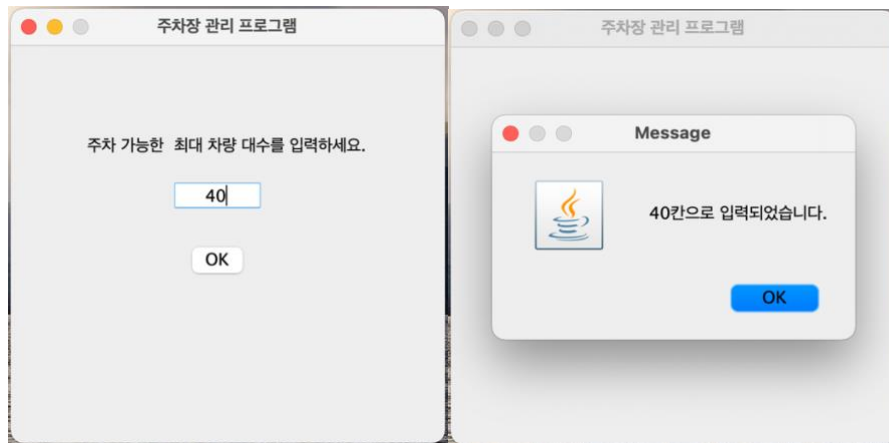 주차장 관리 프로그램
주차 가능한 최대 차량 대수를 입력하세요.
40
OK
주차장 관리 프로그램
Message
40칸으로 입력되었습니다.
OK